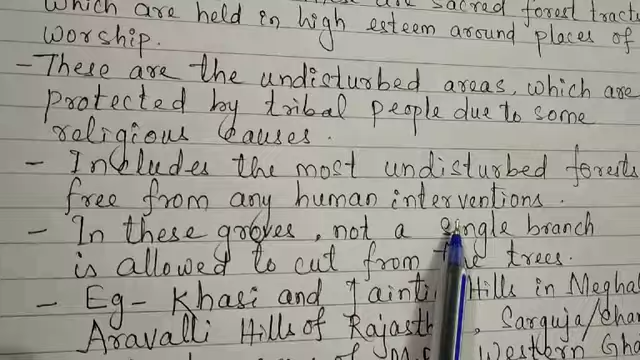 which are held in high esteem around places of
worship.
- These are the undisturbed areas, which are
protected by tribal people due to some
religious causes.
- Includes the most undisturbed forests
free from any human interventions.
- In these groves, not a single branch
is allowed to cut from the trees.
- Eg - Khasi and Jaintia Hills in
Aravalli Hills of Sarguja/
Western